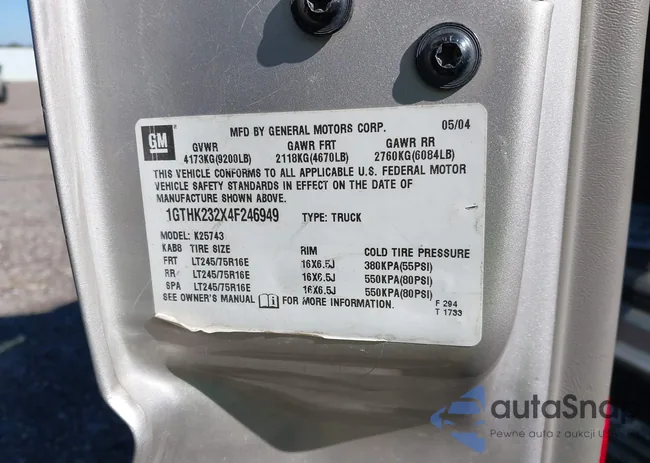 GM
MFD BY GENERAL MOTORS CORP. 05/04
GVWR GAWR FRT GAWR RR
4173KG(9200LB) 2118KG(4670LB) 2760KG(6084LB)
THIS VEHICLE CONFORMS TO ALL APPLICABLE U.S. FEDERAL MOTOR
VEHICLE SAFETY STANDARDS IN EFFECT ON THE DATE OF
MANUFACTURE SHOWN ABOVE.
1GTHK232X4F246949 TYPE: TRUCK
MODEL: K25743
KAB8 TIRE SIZE RIM COLD TIRE PRESSURE
FRT LT245/75R16E 16X6.5J 380KPA(55PSI)
RR LT245/75R16E 16X6.5J 550KPA(80PSI)
SPA LT245/75R16E 16X6.5J 550KPA(80PSI)
SEE OWNER'S MANUAL FOR MORE INFORMATION.
F 294
T 1733
autaSnap
Pewne auto z aukcji U